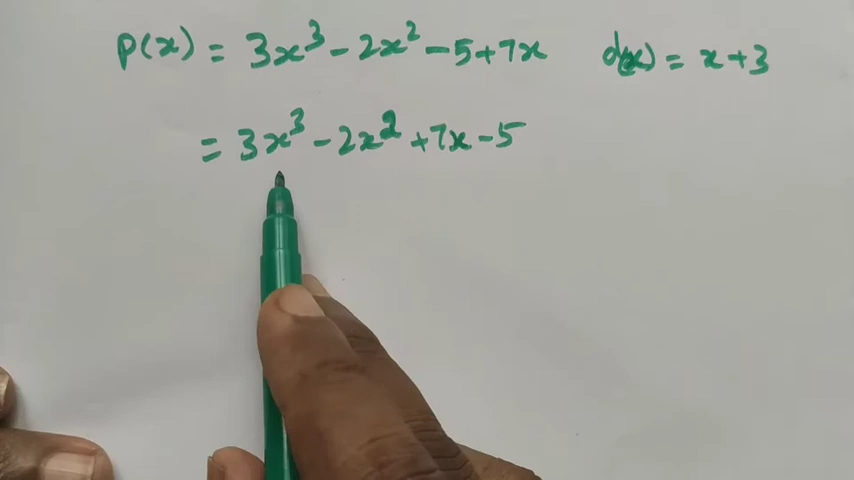 p(x) = 3x³ - 2x² - 5 + 7x d(x) = x + 3
= 3x³ - 2x² + 7x - 5